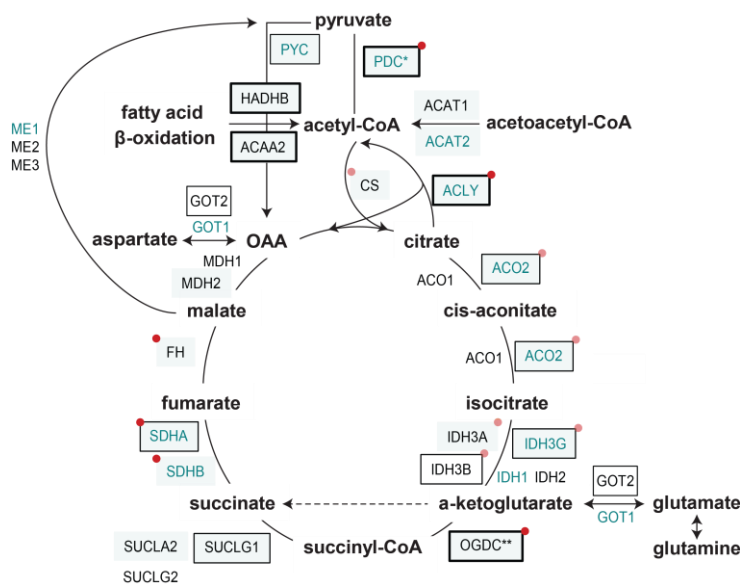 pyruvate
PYC
PDC*
HADHB
ACAT1
fatty acid
β-oxidation
acetyl-CoA
acetoacetyl-CoA
ME1
ME2
ME3
ACAA2
ACAT2
CS
ACLY
GOT2
GOT1
aspartate
OAA
citrate
MDH1
MDH2
ACO1
ACO2
malate
cis-aconitate
FH
ACO1
ACO2
fumarate
isocitrate
SDHA
IDH3A
IDH3G
SDHB
IDH3B
IDH1
IDH2
GOT2
succinate
a-ketoglutarate
glutamate
GOT1
SUCLA2
SUCLG1
succinyl-CoA
OGDC**
glutamine
SUCLG2